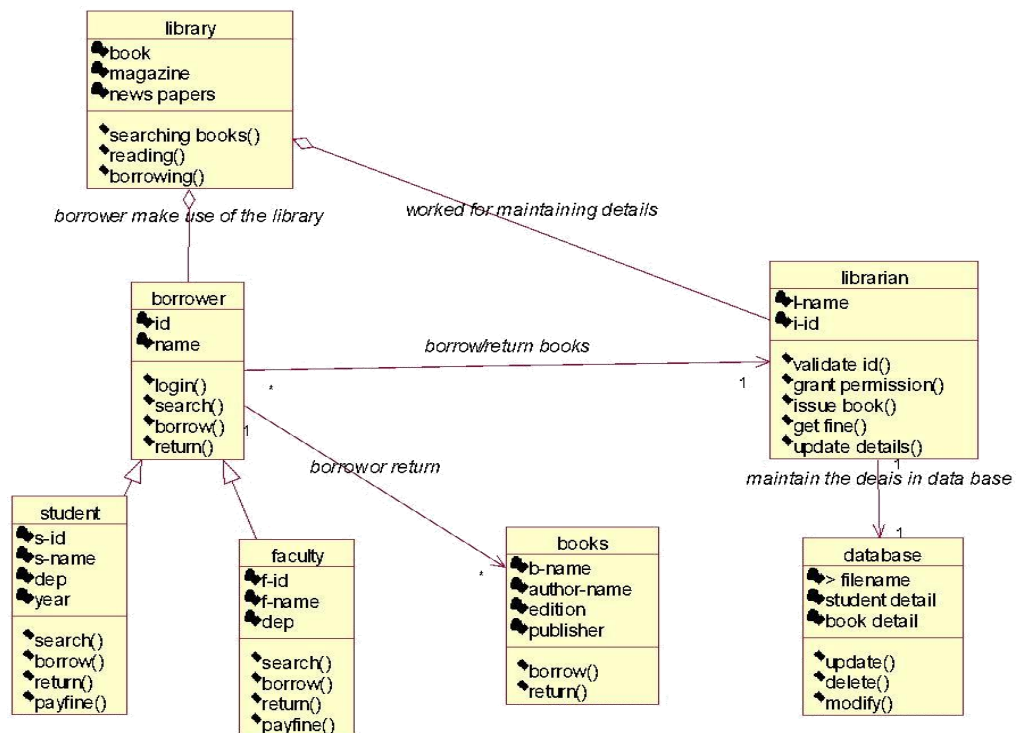 library
book
magazine
news papers
searching books()
reading()
borrowing()
borrower make use of the library
worked for maintaining details
borrower
id
name
login()
search()
borrow()
return()
borrow/return books
*
1
librarian
l-name
i-id
validate id()
grant permission()
issue book()
get fine()
update details()
1
borrowor return
*
1
maintain the deais in data base
1
student
s-id
s-name
dep
year
search()
borrow()
return()
payfine()
faculty
f-id
f-name
dep
search()
borrow()
return()
payfine()
books
b-name
author-name
edition
publisher
borrow()
return()
database
> filename
student detail
book detail
update()
delete()
modify()